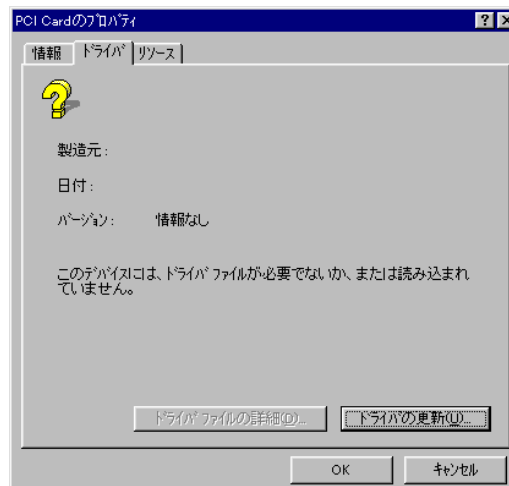 PCI Cardのﾌﾟﾛﾊﾟﾃｨ
情報 ﾄﾞﾗｲﾊﾞ ﾘｿｰｽ
製造元:
日付:
ﾊﾞｰｼﾞｮﾝ: 情報なし
このﾃﾞﾊﾞｲｽには、ﾄﾞﾗｲﾊﾞ ﾌｧｲﾙが必要でないか、または読み込まれ
ていません。
ﾄﾞﾗｲﾊﾞ ﾌｧｲﾙの詳細(D)... ﾄﾞﾗｲﾊﾞの更新(U)...
OK ｷｬﾝｾﾙ